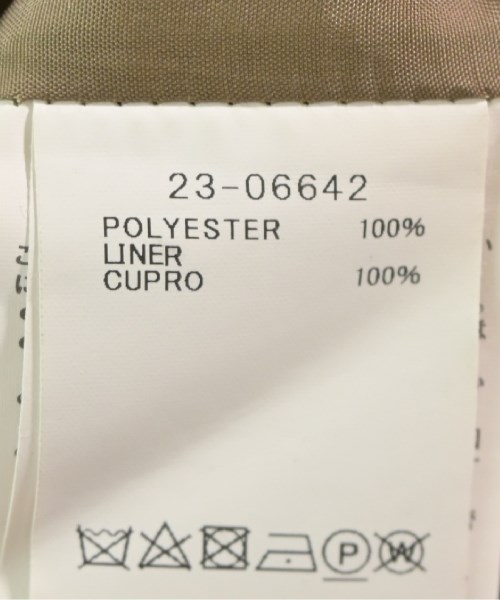 23-06642
POLYESTER 100%
LINER
CUPRO 100%
P W